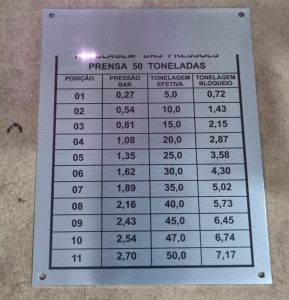 DAS PRESSÕES
PRENSA 50 TONELADAS
POSIÇÃO PRESSÃO BAR TONELAGEM EFETIVA TONELAGEM BLOQUEIO
01 0,27 5,0 0,72
02 0,54 10,0 1,43
03 0,81 15,0 2,15
04 1,08 20,0 2,87
05 1,35 25,0 3,58
06 1,62 30,0 4,30
07 1,89 35,0 5,02
08 2,16 40,0 5,73
09 2,43 45,0 6,45
10 2,54 47,0 6,74
11 2,70 50,0 7,17